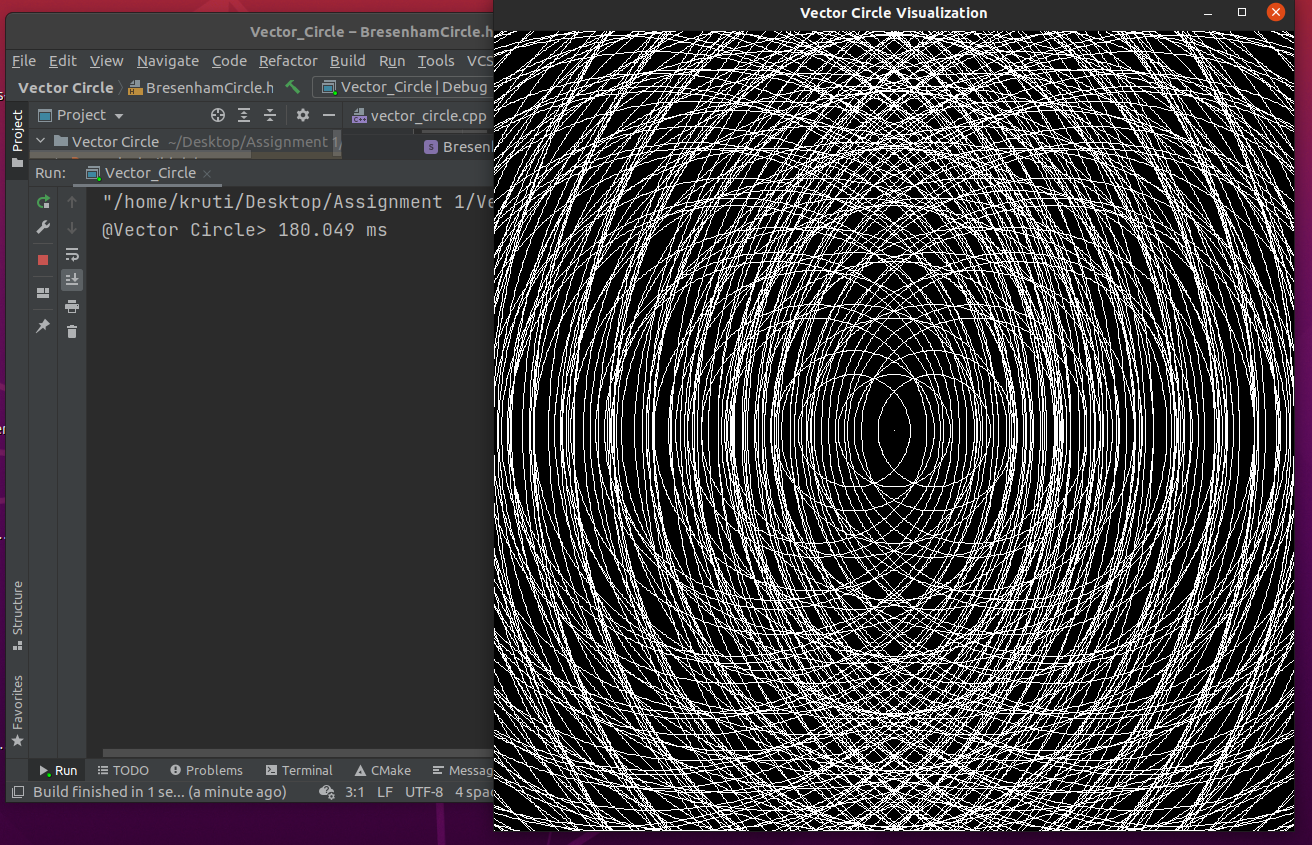 Vector Circle Visualization
Vector_Circle – BresenhamCircle.h
File Edit View Navigate Code Refactor Build Run Tools VCS
Vector Circle BresenhamCircle.h Vector_Circle | Debug
Project Project vector_circle.cpp
Vector Circle ~/Desktop/Assignment 1/
Run: Vector_Circle
"/home/kruti/Desktop/Assignment 1/Ve
@Vector Circle> 180.049 ms
Structure
Favorites
Run TODO Problems Terminal CMake Messag
Build finished in 1 se... (a minute ago) 3:1 LF UTF-8 4 spac